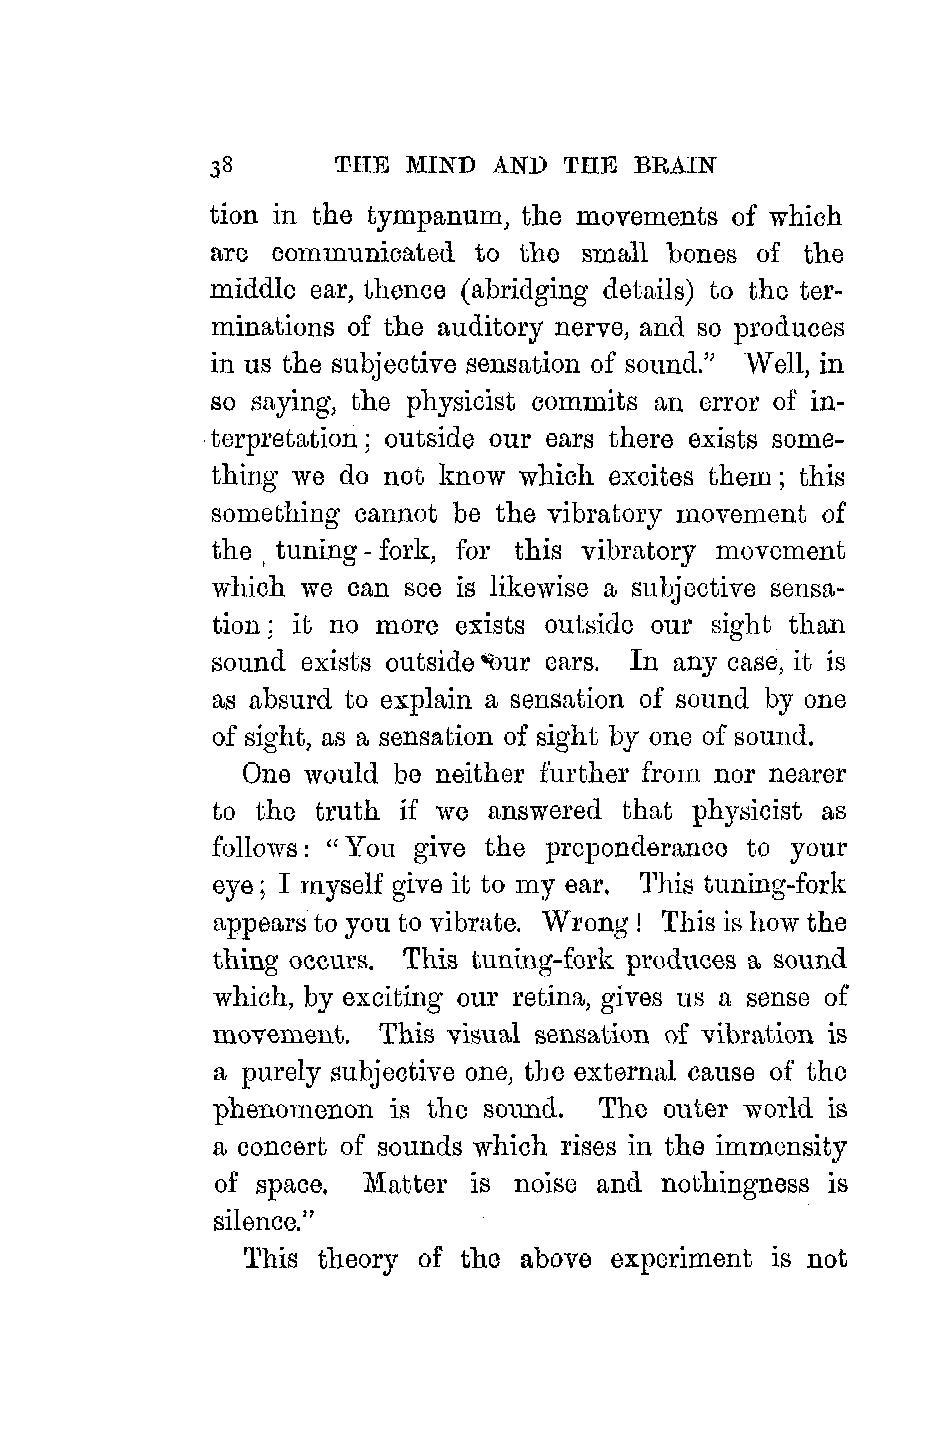 38 THE MIND AND THE BRAIN
tion in the tympanum, the movements of which
are communicated to the small bones of the
middle ear, thence (abridging details) to the ter-
minations of the auditory nerve, and so produces
in us the subjective sensation of sound." Well, in
so saying, the physicist commits an error of in-
terpretation; outside our ears there exists some-
thing we do not know which excites them; this
something cannot be the vibratory movement of
the tuning-fork, for this vibratory movement
which we can see is likewise a subjective sensa-
tion; it no more exists outside our sight than
sound exists outside our ears. In any case, it is
as absurd to explain a sensation of sound by one
of sight, as a sensation of sight by one of sound.
One would be neither further from nor nearer
to the truth if we answered that physicist as
follows: "You give the preponderance to your
eye; I myself give it to my ear. This tuning-fork
appears to you to vibrate. Wrong! This is how the
thing occurs. This tuning-fork produces a sound
which, by exciting our retina, gives us a sense of
movement. This visual sensation of vibration is
a purely subjective one, the external cause of the
phenomenon is the sound. The outer world is
a concert of sounds which rises in the immensity
of space. Matter is noise and nothingness is
silence."
This theory of the above experiment is not